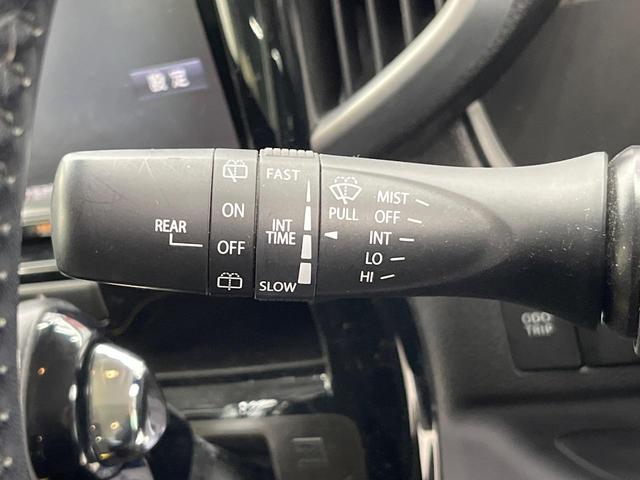 設定
FAST
MIST
ON
PULL
OFF
REAR
INT
TIME
INT
OFF
LO
SLOW
HI
ODO
TRIP